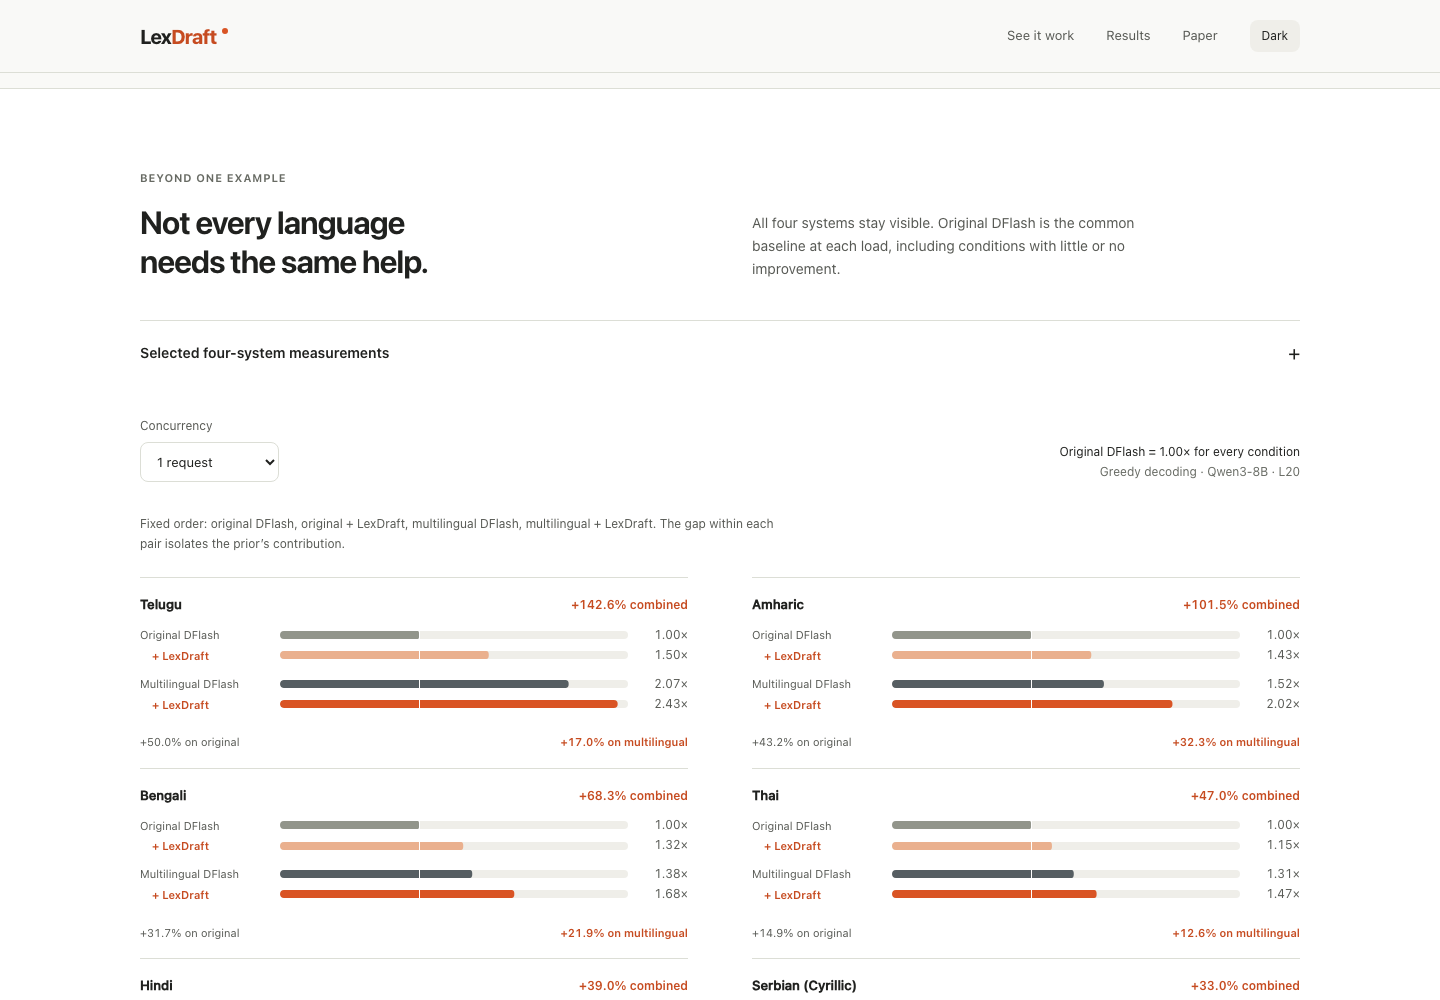 LexDraft
See it work
Results
Paper
Dark
BEYOND ONE EXAMPLE
Not every language
needs the same help.
All four systems stay visible. Original DFlash is the common
baseline at each load, including conditions with little or no
improvement.
Selected four-system measurements
+
Concurrency
1 request
Original DFlash = 1.00× for every condition
Greedy decoding · Qwen3-8B · L20
Fixed order: original DFlash, original + LexDraft, multilingual DFlash, multilingual + LexDraft. The gap within each
pair isolates the prior’s contribution.
Telugu
+142.6% combined
Original DFlash
1.00×
+ LexDraft
1.50×
Multilingual DFlash
2.07×
+ LexDraft
2.43×
+50.0% on original
+17.0% on multilingual
Amharic
+101.5% combined
Original DFlash
1.00×
+ LexDraft
1.43×
Multilingual DFlash
1.52×
+ LexDraft
2.02×
+43.2% on original
+32.3% on multilingual
Bengali
+68.3% combined
Original DFlash
1.00×
+ LexDraft
1.32×
Multilingual DFlash
1.38×
+ LexDraft
1.68×
+31.7% on original
+21.9% on multilingual
Thai
+47.0% combined
Original DFlash
1.00×
+ LexDraft
1.15×
Multilingual DFlash
1.31×
+ LexDraft
1.47×
+14.9% on original
+12.6% on multilingual
Hindi
+39.0% combined
Serbian (Cyrillic)
+33.0% combined